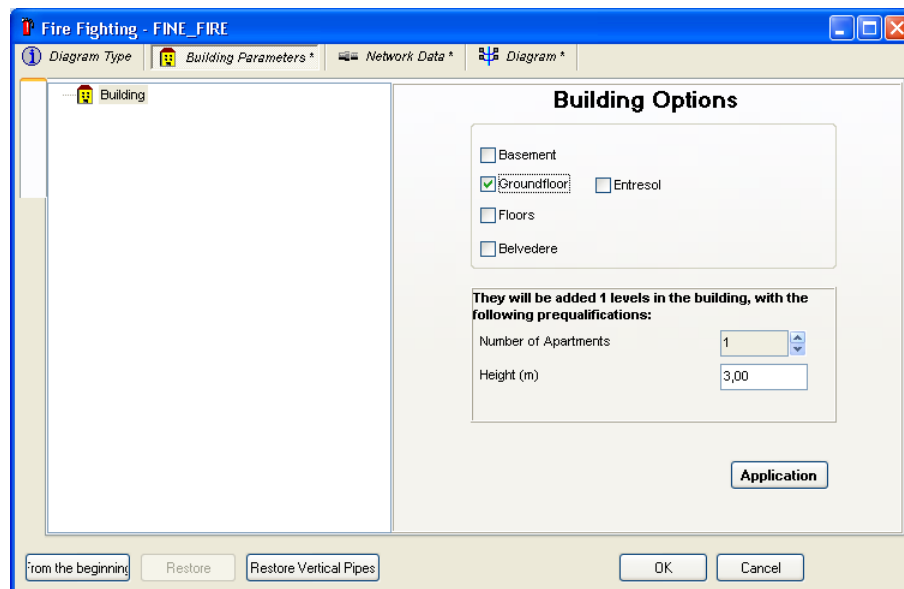 Fire Fighting - FINE_FIRE
Diagram Type Building Parameters * Network Data * Diagram *
Building
Building Options
Basement
Groundfloor Entresol
Floors
Belvedere
They will be added 1 levels in the building, with the
following prequalifications:
Number of Apartments 1
Height (m) 3,00
Application
From the beginning Restore Restore Vertical Pipes OK Cancel